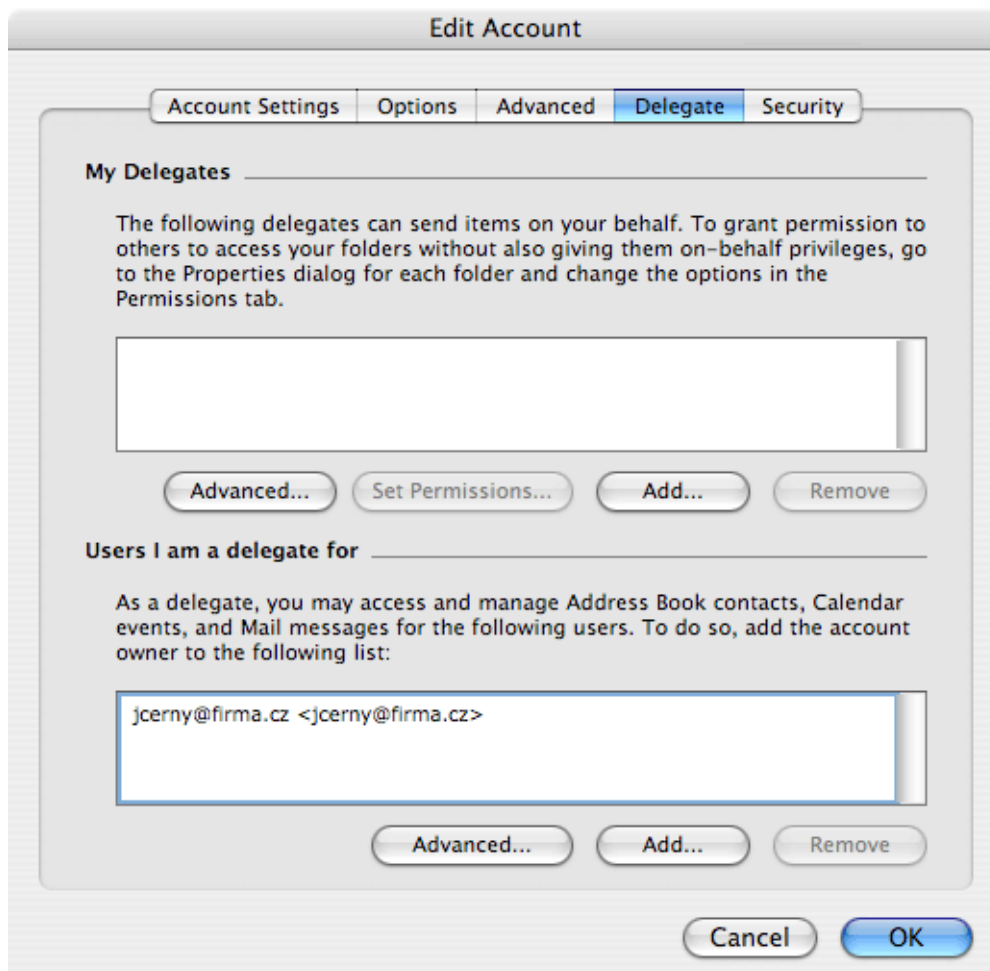 Edit Account
Account Settings Options Advanced Delegate Security
My Delegates
The following delegates can send items on your behalf. To grant permission to
others to access your folders without also giving them on-behalf privileges, go
to the Properties dialog for each folder and change the options in the
Permissions tab.
Advanced... Set Permissions... Add... Remove
Users I am a delegate for
As a delegate, you may access and manage Address Book contacts, Calendar
events, and Mail messages for the following users. To do so, add the account
owner to the following list:
jcerny@firma.cz <jcerny@firma.cz>
Advanced... Add... Remove
Cancel OK